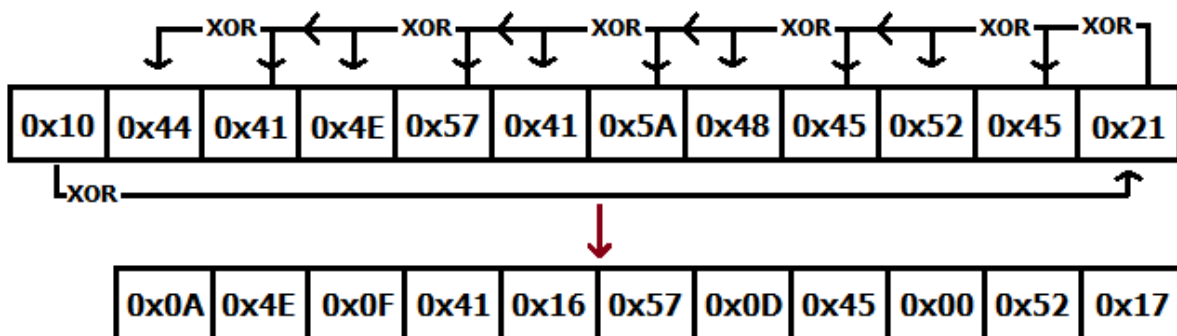 XOR XOR XOR XOR XOR XOR
0x10 0x44 0x41 0x4E 0x57 0x41 0x5A 0x48 0x45 0x52 0x45 0x21
XOR
0x0A 0x4E 0x0F 0x41 0x16 0x57 0x0D 0x45 0x00 0x52 0x17